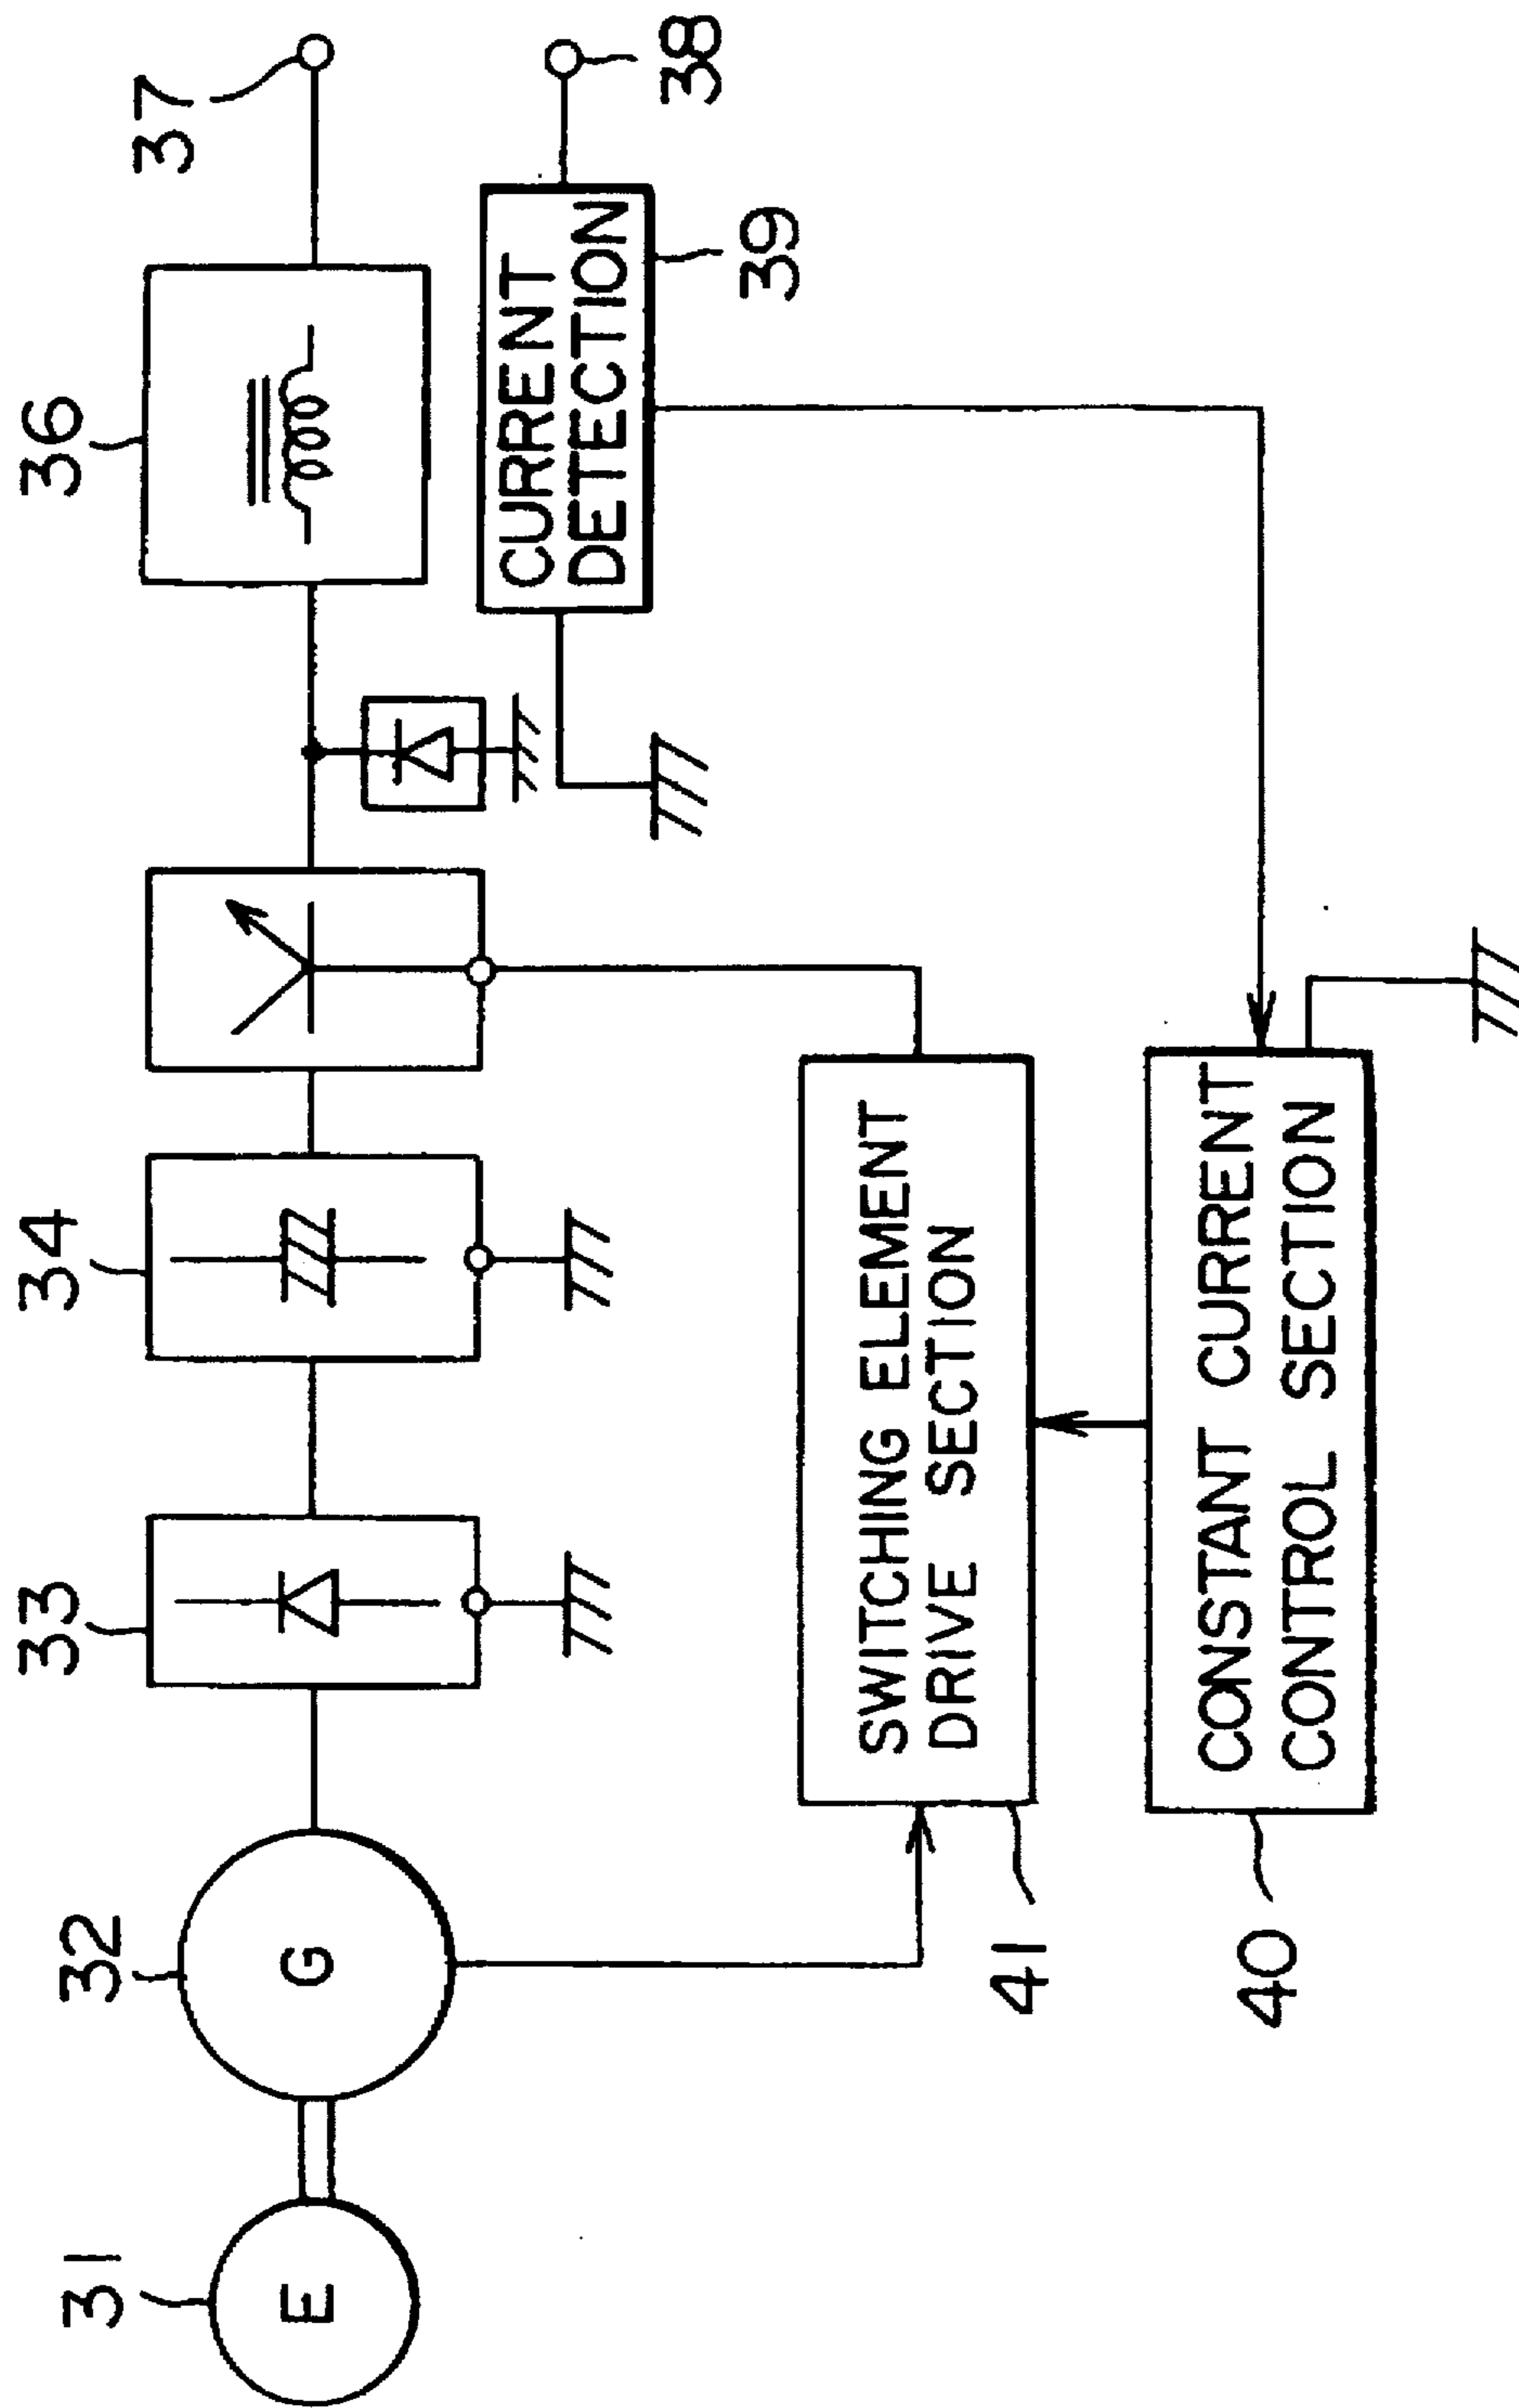 31
E
32
G
33
34
36
37
38
CURRENT
DETECTION
39
SWITCHING ELEMENT
DRIVE SECTION
41
CONSTANT CURRENT
CONTROL SECTION
40